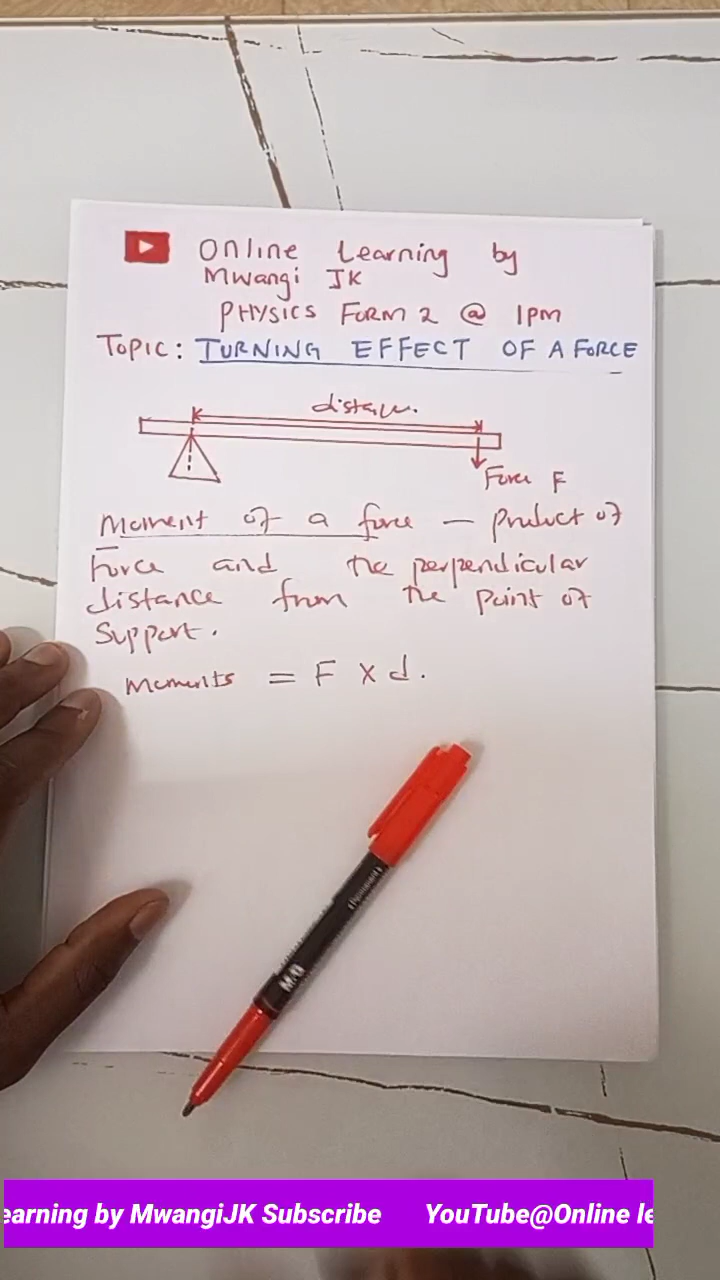 Online Learning by
Mwangi JK
PHYSICS FORM 2 @ 1pm
TOPIC: TURNING EFFECT OF A FORCE
distance.
Force F
Moment of a force — product of
Force and the perpendicular
distance from the point of
Support.
Moments = F x d.
M&G
earning by MwangiJK Subscribe YouTube@Online le